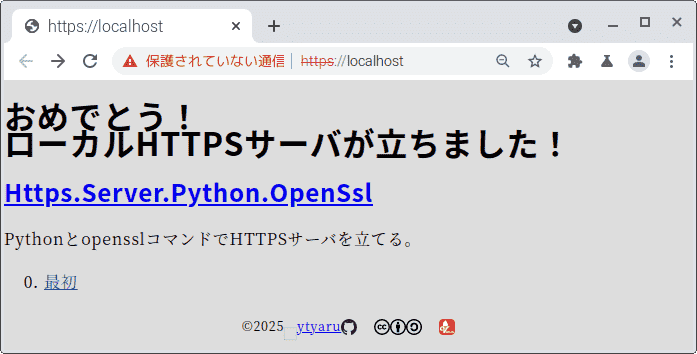 https://localhost
保護されていない通信 https://localhost
おめでとう！
ローカルHTTPSサーバが立ちました！
Https.Server.Python.OpenSsl
PythonとopensslコマンドでHTTPSサーバを立てる。
0. 最初
©2025 ytyaru